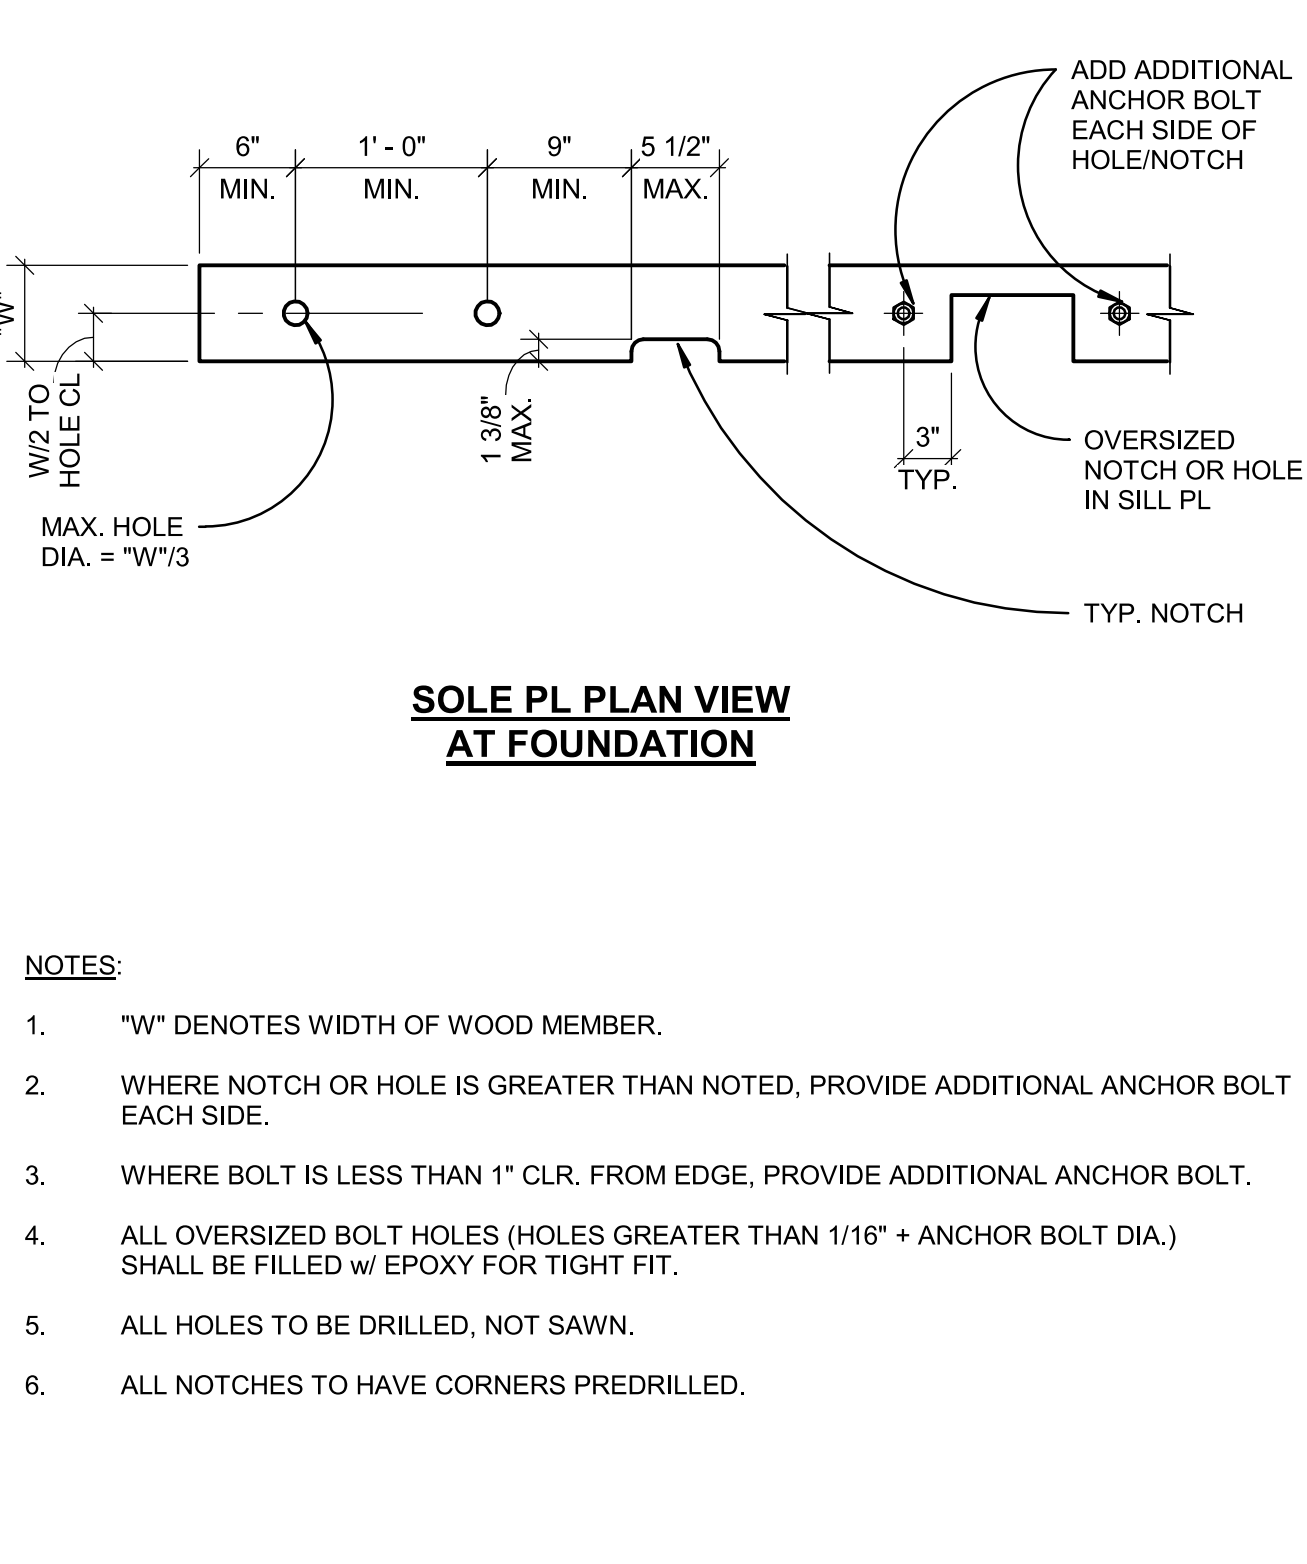 ADD ADDITIONAL
ANCHOR BOLT
EACH SIDE OF
HOLE/NOTCH
6"
MIN.
1' - 0"
MIN.
9"
MIN.
5 1/2"
MAX.
"W"
W/2 TO
HOLE CL
1 3/8"
MAX.
3"
TYP.
OVERSIZED
NOTCH OR HOLE
IN SILL PL
MAX. HOLE
DIA. = "W"/3
TYP. NOTCH
SOLE PL PLAN VIEW
AT FOUNDATION
NOTES:
1. "W" DENOTES WIDTH OF WOOD MEMBER.
2. WHERE NOTCH OR HOLE IS GREATER THAN NOTED, PROVIDE ADDITIONAL ANCHOR BOLT
EACH SIDE.
3. WHERE BOLT IS LESS THAN 1" CLR. FROM EDGE, PROVIDE ADDITIONAL ANCHOR BOLT.
4. ALL OVERSIZED BOLT HOLES (HOLES GREATER THAN 1/16" + ANCHOR BOLT DIA.)
SHALL BE FILLED w/ EPOXY FOR TIGHT FIT.
5. ALL HOLES TO BE DRILLED, NOT SAWN.
6. ALL NOTCHES TO HAVE CORNERS PREDRILLED.